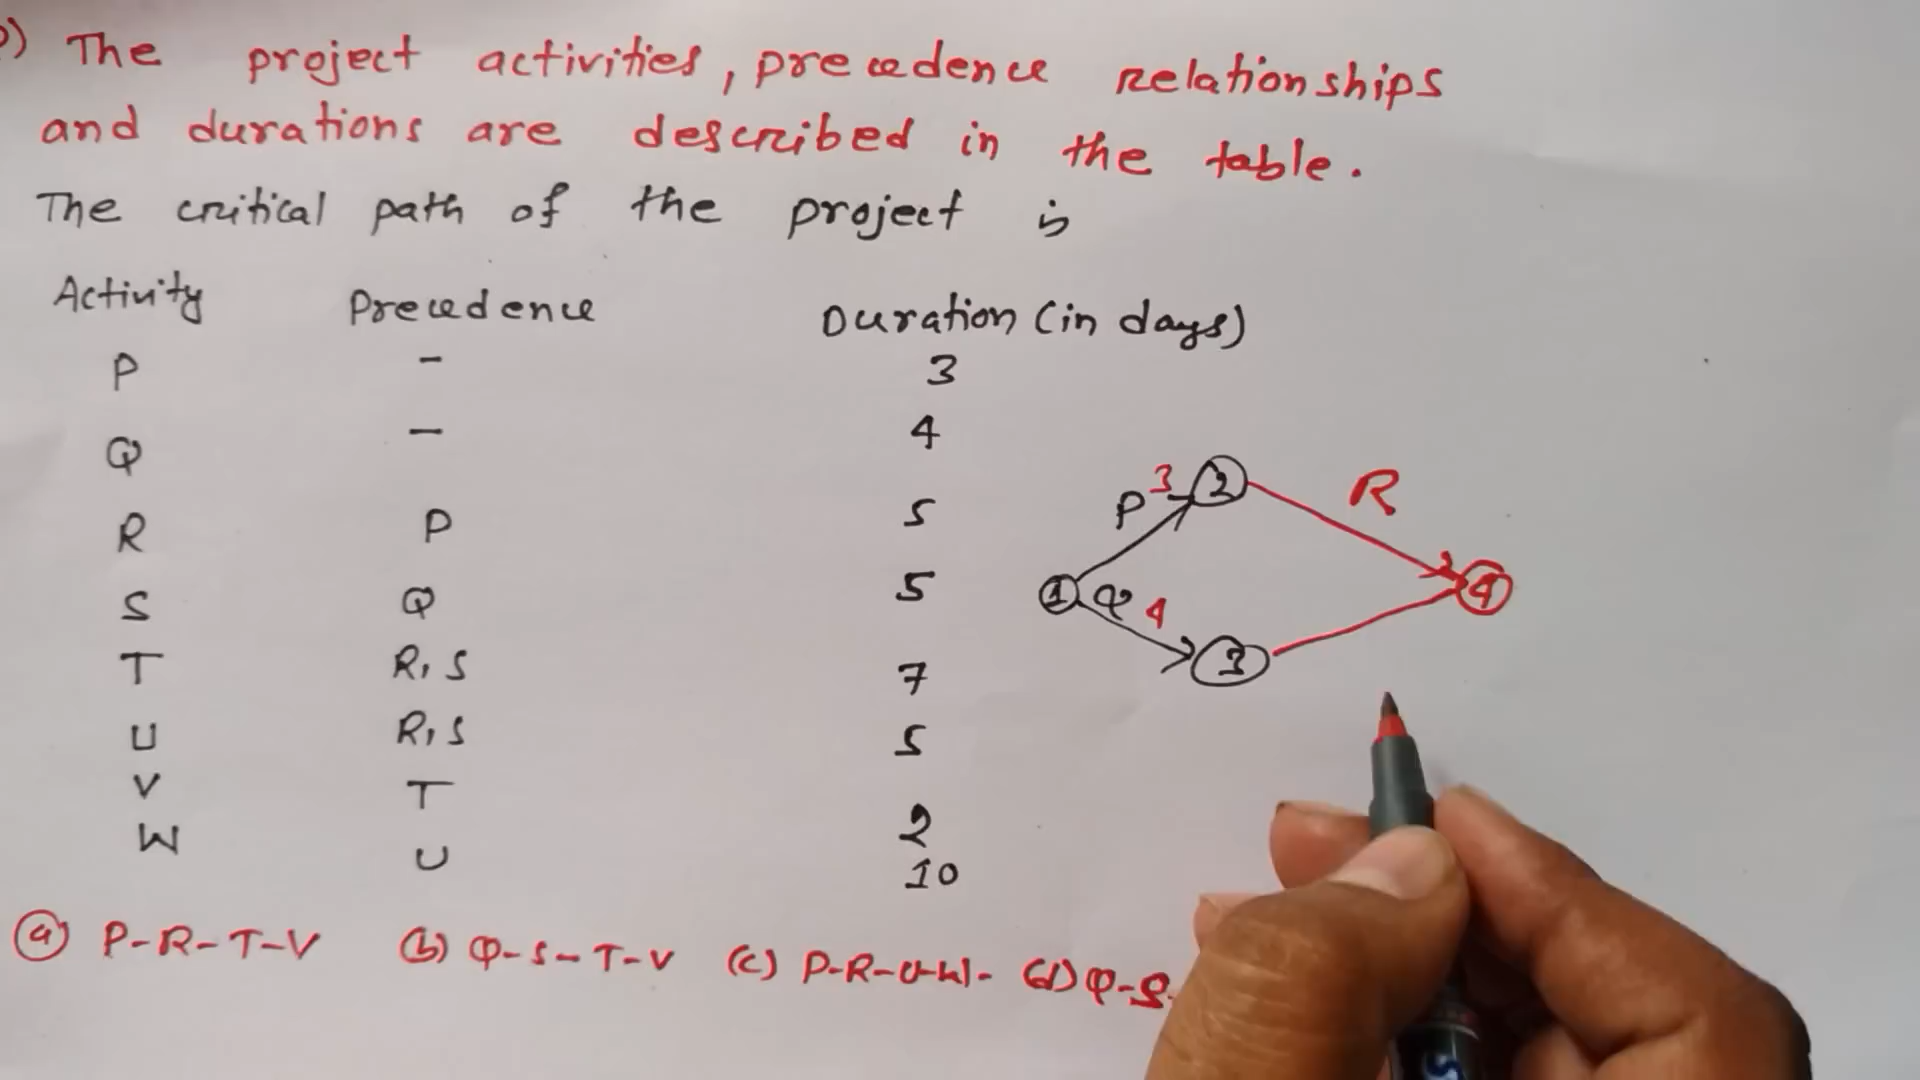 The project activities, precedence relationships
and durations are described in the table.
The critical path of the project is
Activity Precedence Duration (in days)
P - 3
Q - 4
R P 5
S Q 5
T R, S 7
U R, S 5
V T 2
W U 10
(a) P-R-T-V (b) Q-S-T-V (c) P-R-U-W- (d) Q-S-
P 3 2 R
1 Q 4 4
3